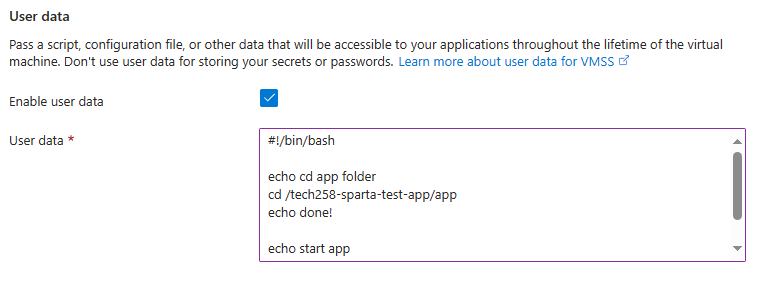 User data
Pass a script, configuration file, or other data that will be accessible to your applications throughout the lifetime of the virtual
machine. Don't use user data for storing your secrets or passwords. Learn more about user data for VMSS
Enable user data
User data *
#!/bin/bash
echo cd app folder
cd /tech258-sparta-test-app/app
echo done!
echo start app